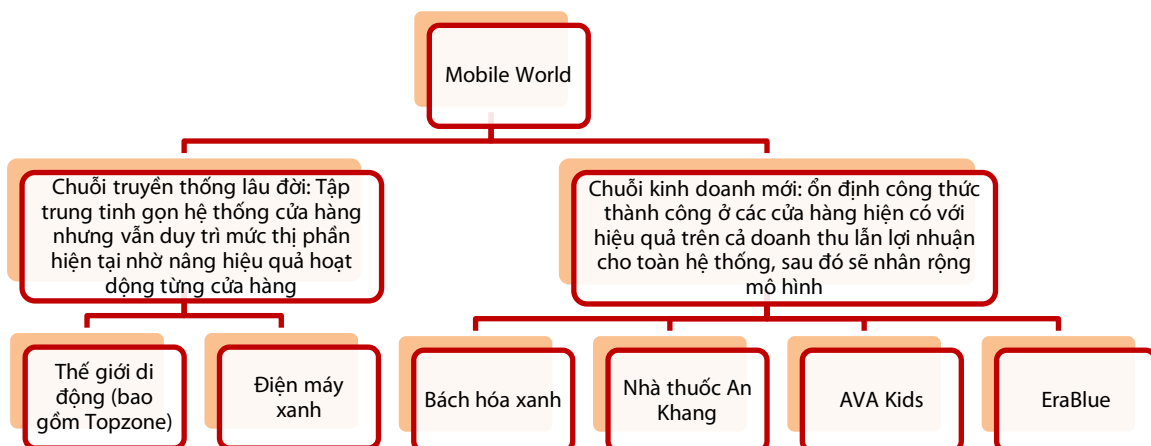 Mobile World
Chuỗi truyền thống lâu đời: Tập
trung tinh gọn hệ thống cửa hàng
nhưng vẫn duy trì mức thị phần
hiện tại nhờ nâng hiệu quả hoạt
dộng từng cửa hàng
Chuỗi kinh doanh mới: ổn định công thức
thành công ở các cửa hàng hiện có với
hiệu quả trên cả doanh thu lẫn lợi nhuận
cho toàn hệ thống, sau đó sẽ nhân rộng
mô hình
Thế giới di
động (bao
gồm Topzone)
Điện máy
xanh
Bách hóa xanh
Nhà thuốc An
Khang
AVA Kids
EraBlue